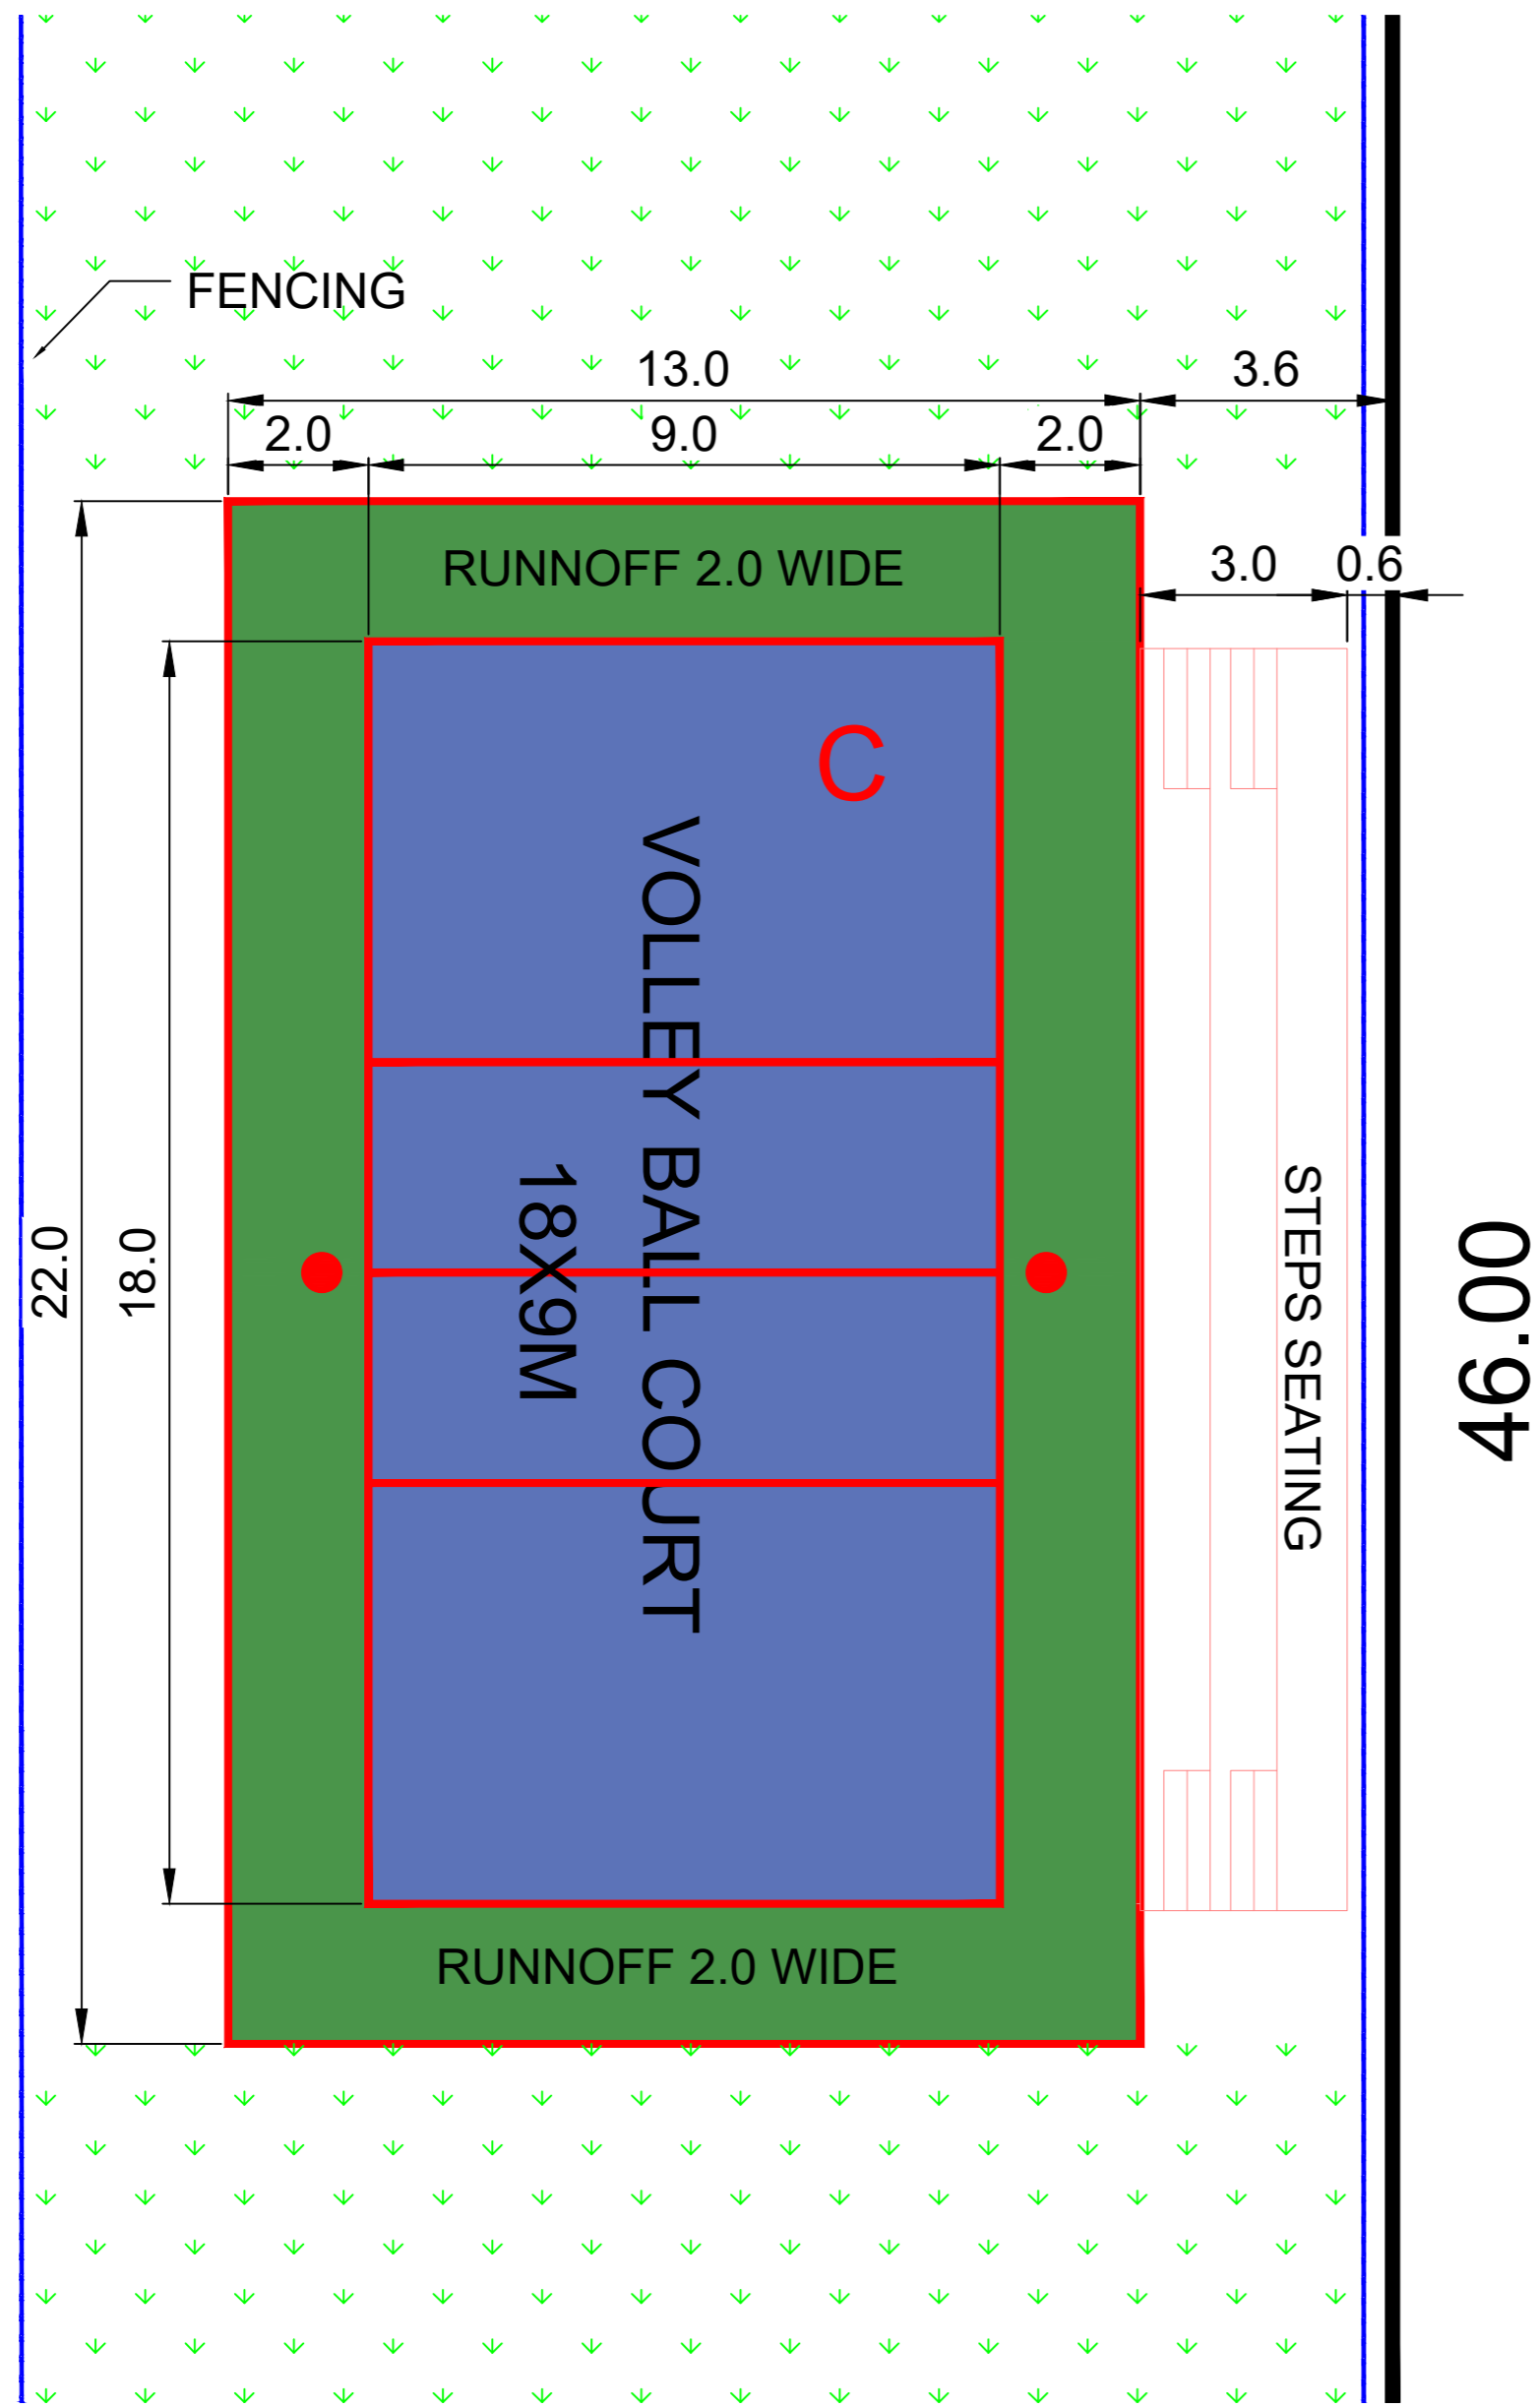 FENCING
13.0
3.6
2.0
9.0
2.0
RUNNOFF 2.0 WIDE
3.0
0.6
C
VOLLEY BALL COURT
18X9M
22.0
18.0
STEPS SEATING
46.00
RUNNOFF 2.0 WIDE